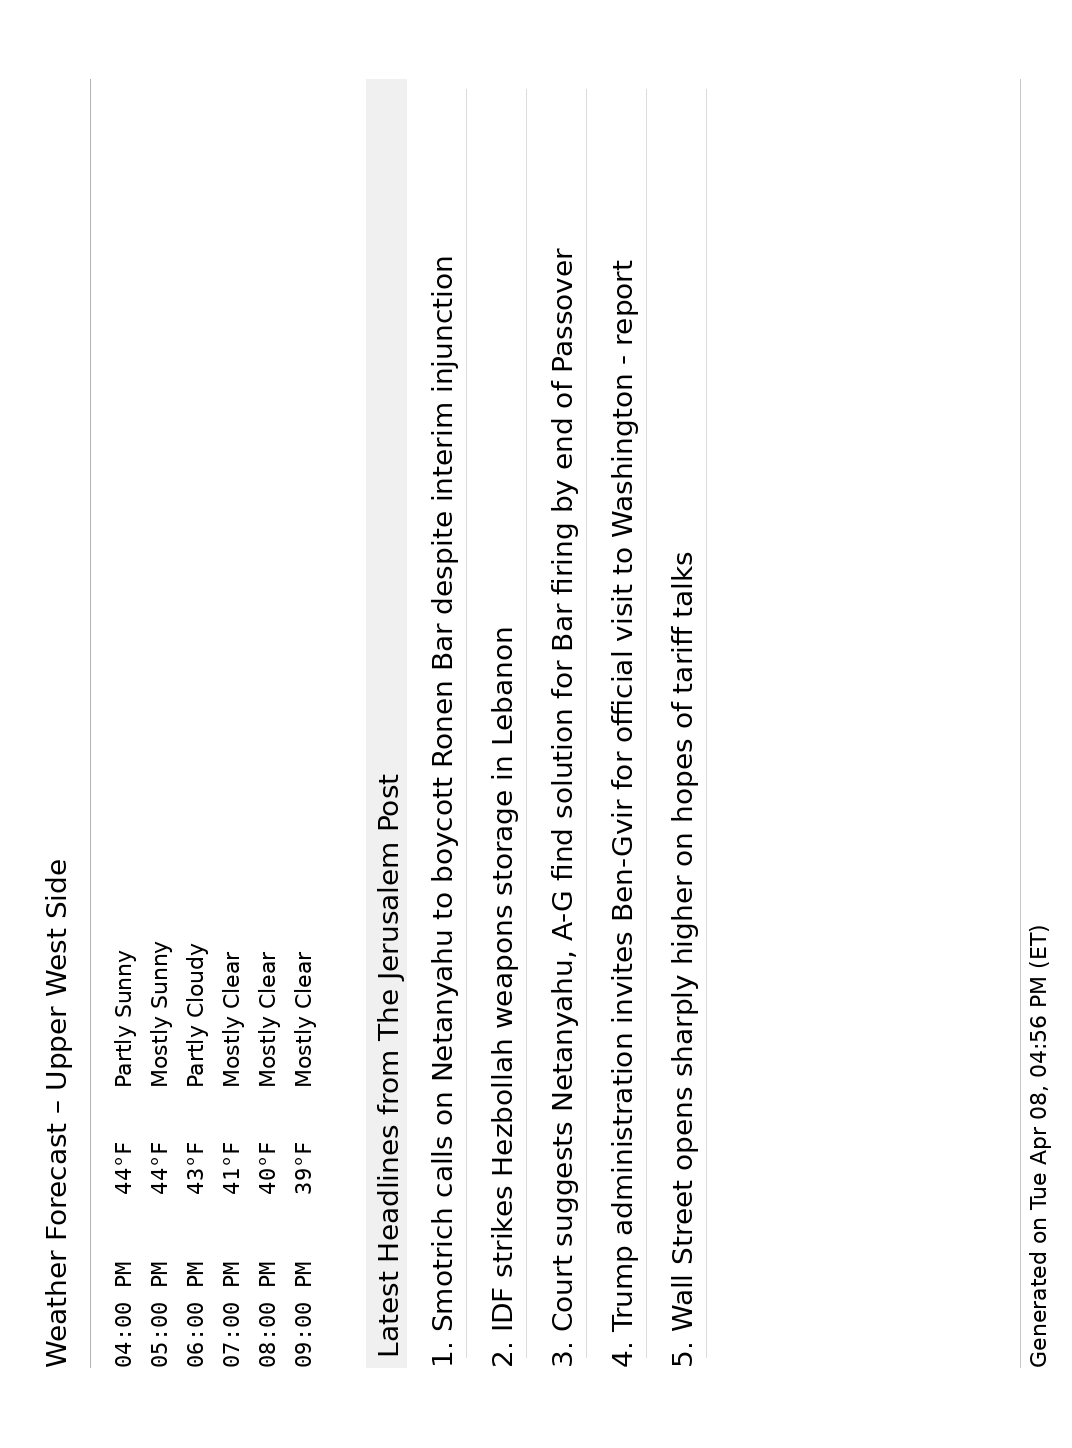 Weather Forecast – Upper West Side
04:00 PM 44°F Partly Sunny
05:00 PM 44°F Mostly Sunny
06:00 PM 43°F Partly Cloudy
07:00 PM 41°F Mostly Clear
08:00 PM 40°F Mostly Clear
09:00 PM 39°F Mostly Clear
Latest Headlines from The Jerusalem Post
1. Smotrich calls on Netanyahu to boycott Ronen Bar despite interim injunction
2. IDF strikes Hezbollah weapons storage in Lebanon
3. Court suggests Netanyahu, A-G find solution for Bar firing by end of Passover
4. Trump administration invites Ben-Gvir for official visit to Washington - report
5. Wall Street opens sharply higher on hopes of tariff talks
Generated on Tue Apr 08, 04:56 PM (ET)